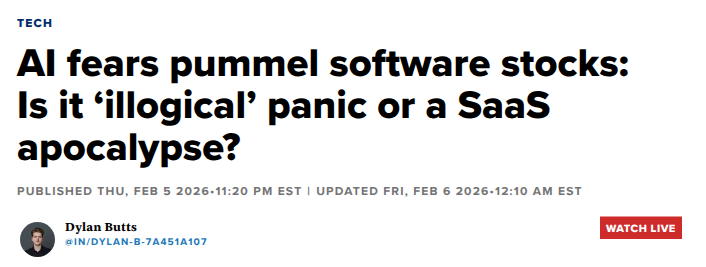 TECH
AI fears pummel software stocks:
Is it ‘illogical’ panic or a SaaS
apocalypse?
PUBLISHED THU, FEB 5 2026•11:20 PM EST | UPDATED FRI, FEB 6 2026•12:10 AM EST
Dylan Butts
@IN/DYLAN-B-7A451A107
WATCH LIVE